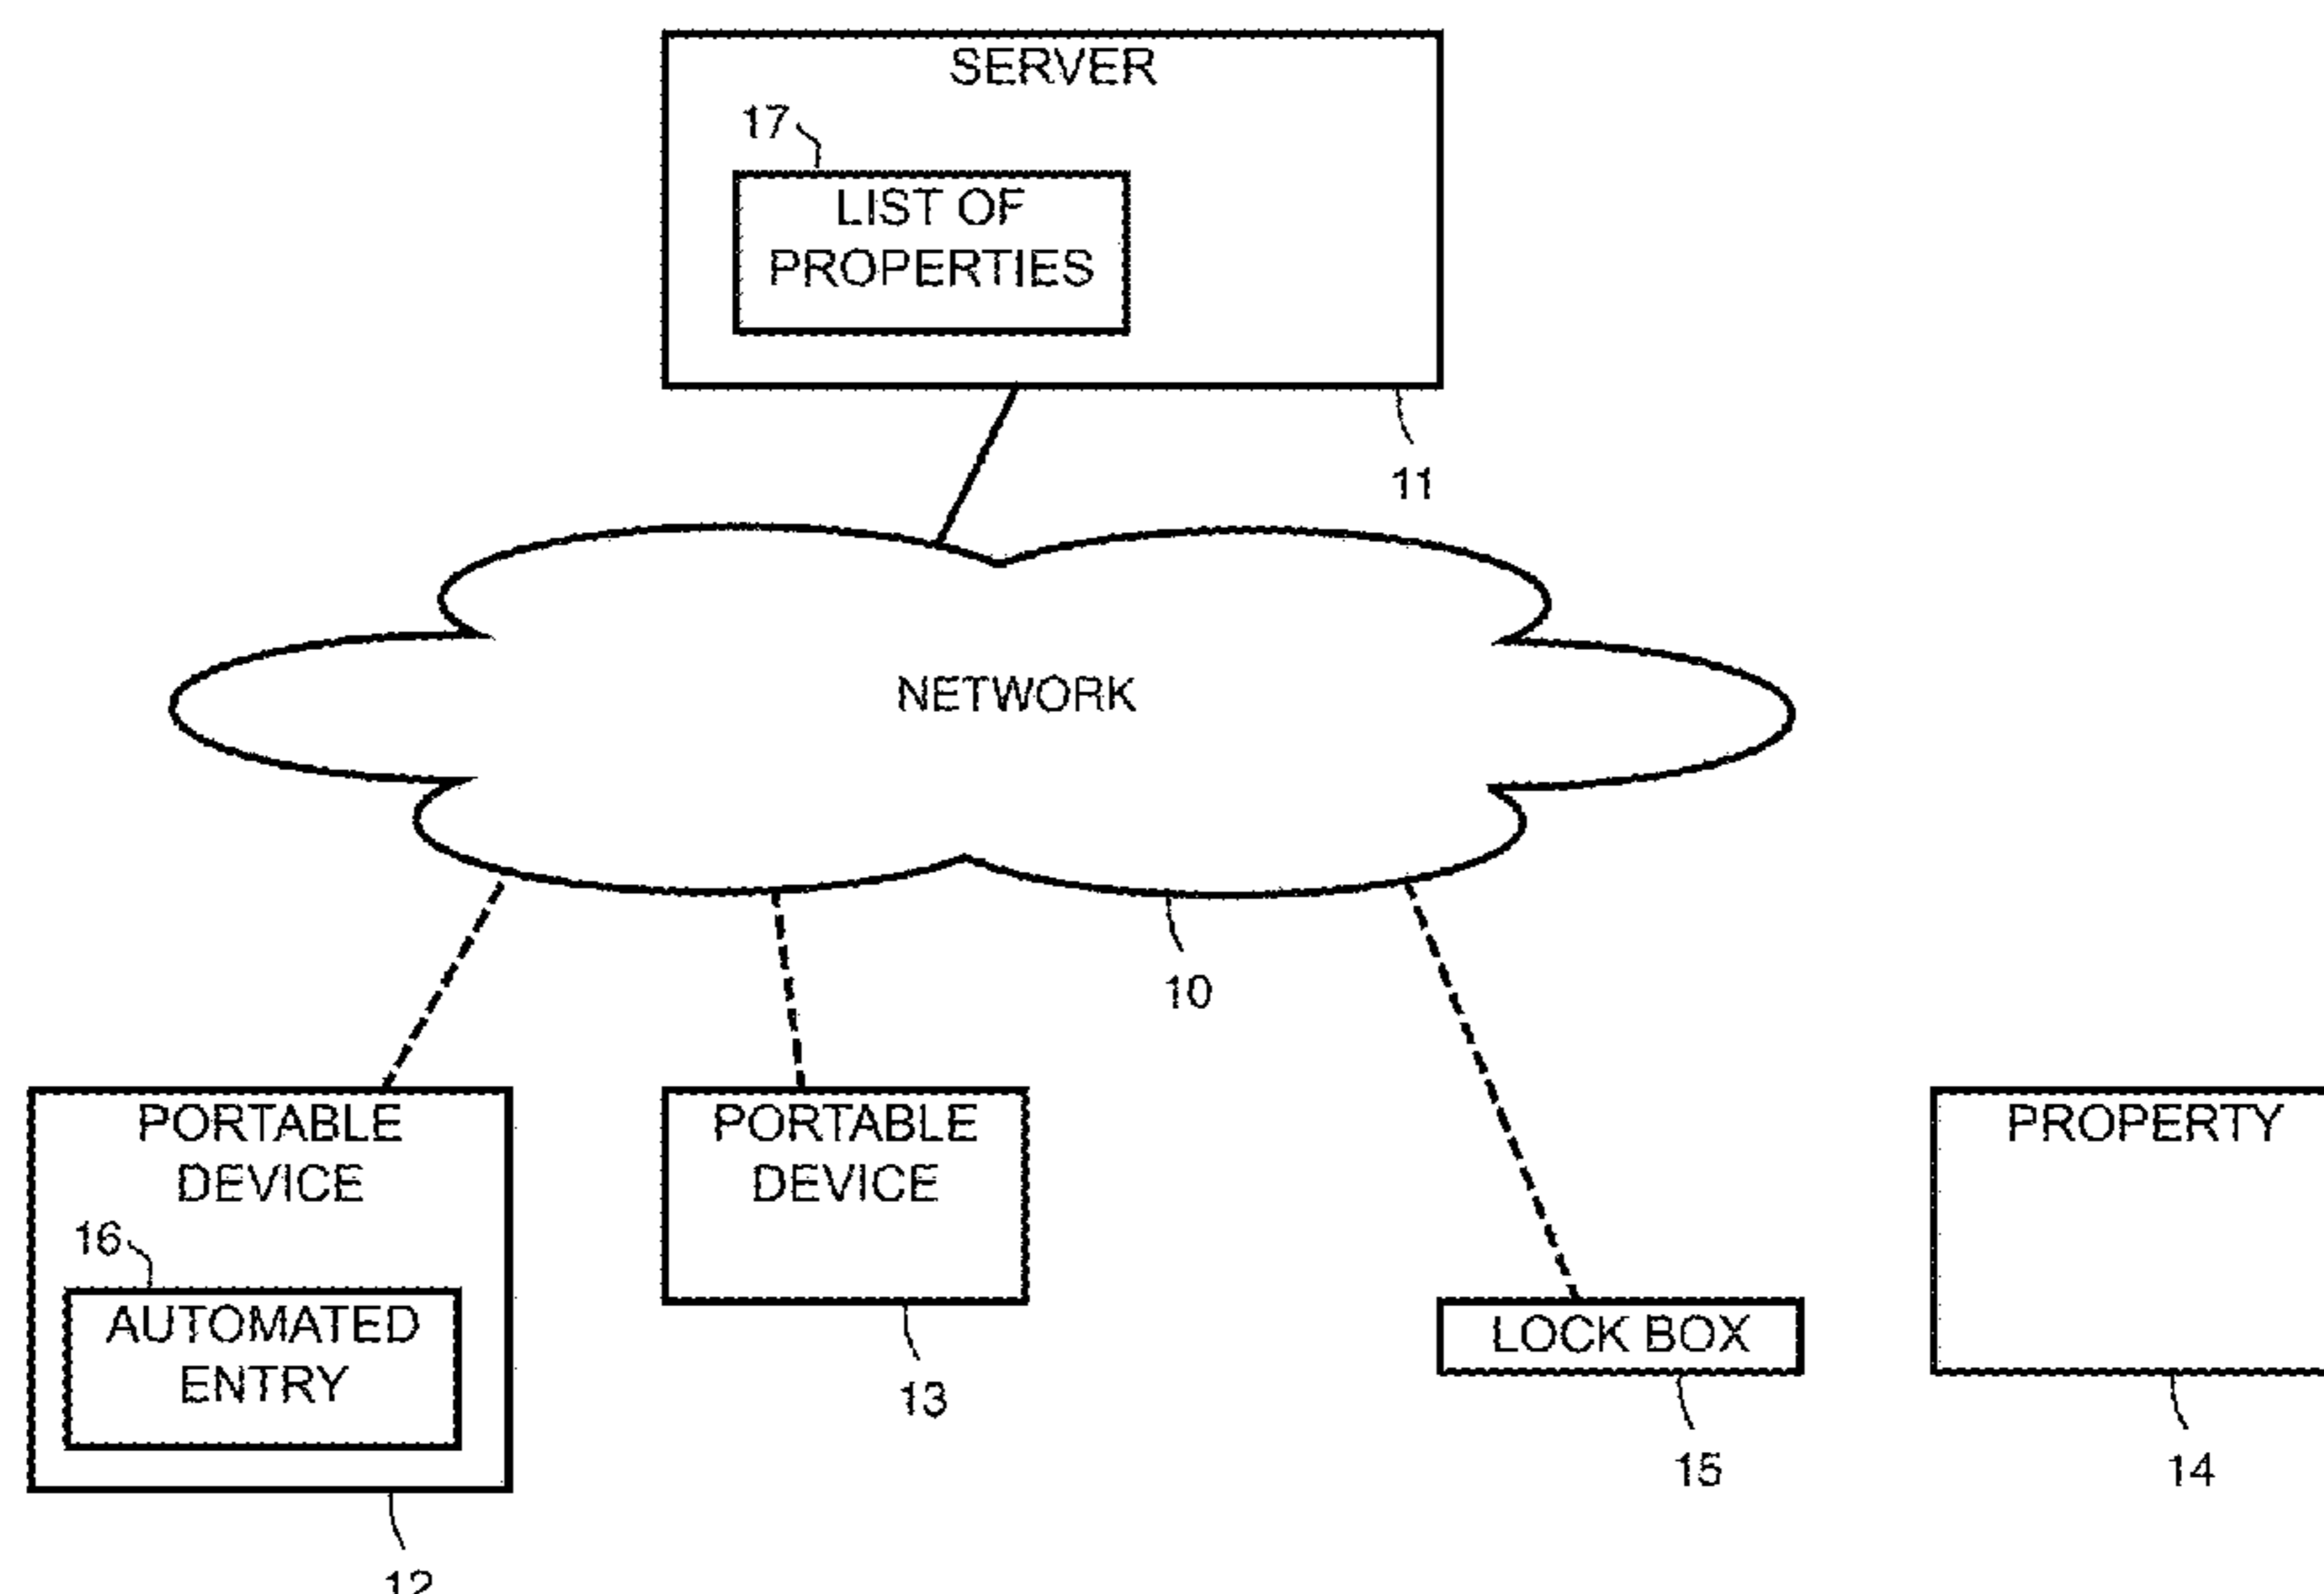 SERVER
17
LIST OF
PROPERTIES
11
NETWORK
10
PORTABLE
DEVICE
16
AUTOMATED
ENTRY
12
PORTABLE
DEVICE
13
LOCK BOX
15
PROPERTY
14